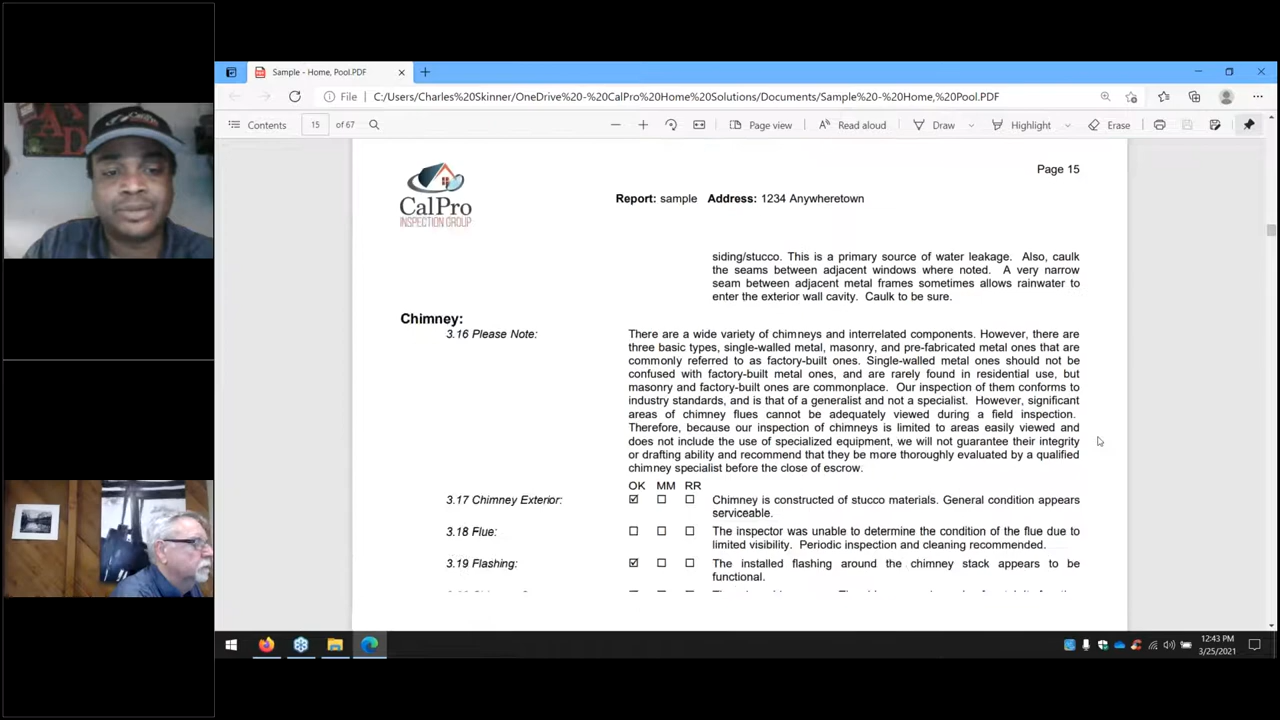 Sample - Home, Pool.PDF
File
C:/Users/Charles%20Skinner/OneDrive%20-%20CalPro%20Home%20Solutions/Documents/Sample%20-%20Home,%20Pool.PDF
Contents 15 of 67 Page view Read aloud Draw Highlight Erase
Page 15
CalPro
INSPECTION GROUP
Report: sample Address: 1234 Anywheretown
siding/stucco. This is a primary source of water leakage. Also, caulk
the seams between adjacent windows where noted. A very narrow
seam between adjacent metal frames sometimes allows rainwater to
enter the exterior wall cavity. Caulk to be sure.
Chimney:
3.16 Please Note:
There are a wide variety of chimneys and interrelated components. However, there are
three basic types, single-walled metal, masonry, and pre-fabricated metal ones that are
commonly referred to as factory-built ones. Single-walled metal ones should not be
confused with factory-built metal ones, and are rarely found in residential use, but
masonry and factory-built ones are commonplace. Our inspection of them conforms to
industry standards, and is that of a generalist and not a specialist. However, significant
areas of chimney flues cannot be adequately viewed during a field inspection.
Therefore, because our inspection of chimneys is limited to areas easily viewed and
does not include the use of specialized equipment, we will not guarantee their integrity
or drafting ability and recommend that they be more thoroughly evaluated by a qualified
chimney specialist before the close of escrow.
OK MM RR
3.17 Chimney Exterior:
Chimney is constructed of stucco materials. General condition appears
serviceable.
3.18 Flue:
The inspector was unable to determine the condition of the flue due to
limited visibility. Periodic inspection and cleaning recommended.
3.19 Flashing:
The installed flashing around the chimney stack appears to be
functional.
12:43 PM
3/25/2021